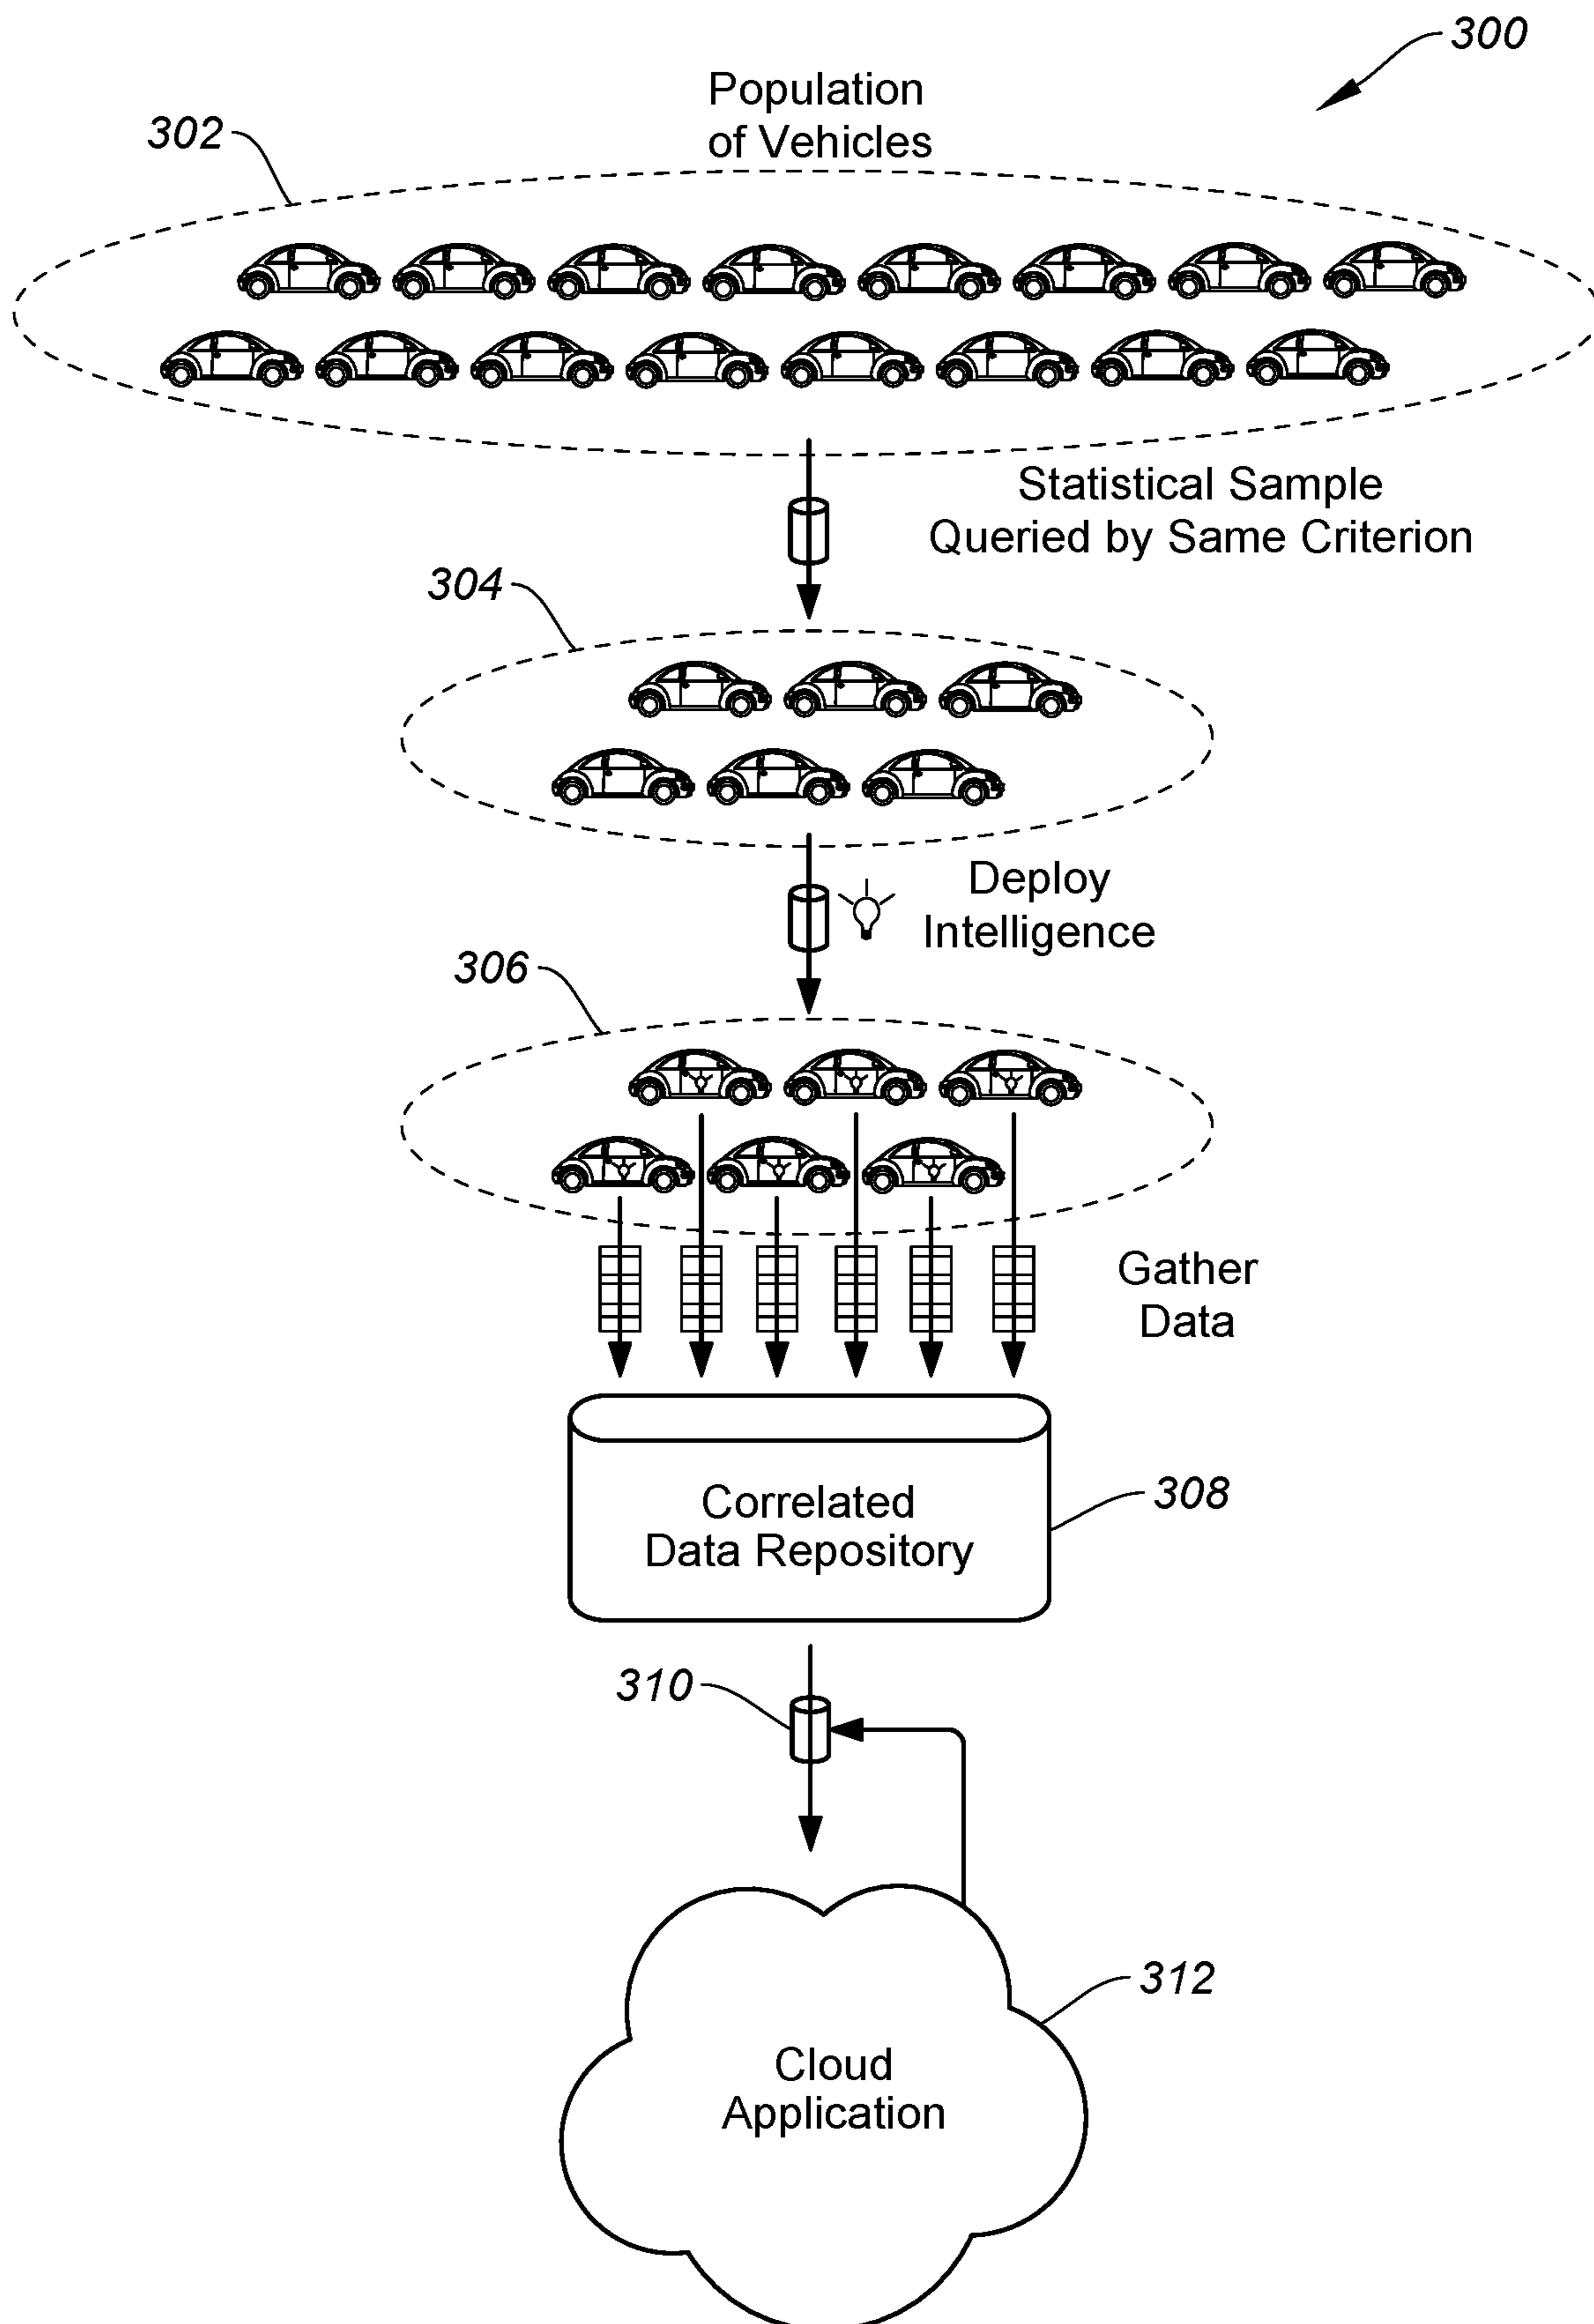 300
Population
of Vehicles
302
Statistical Sample
Queried by Same Criterion
304
Deploy
Intelligence
306
Gather
Data
Correlated
Data Repository
308
310
312
Cloud
Application